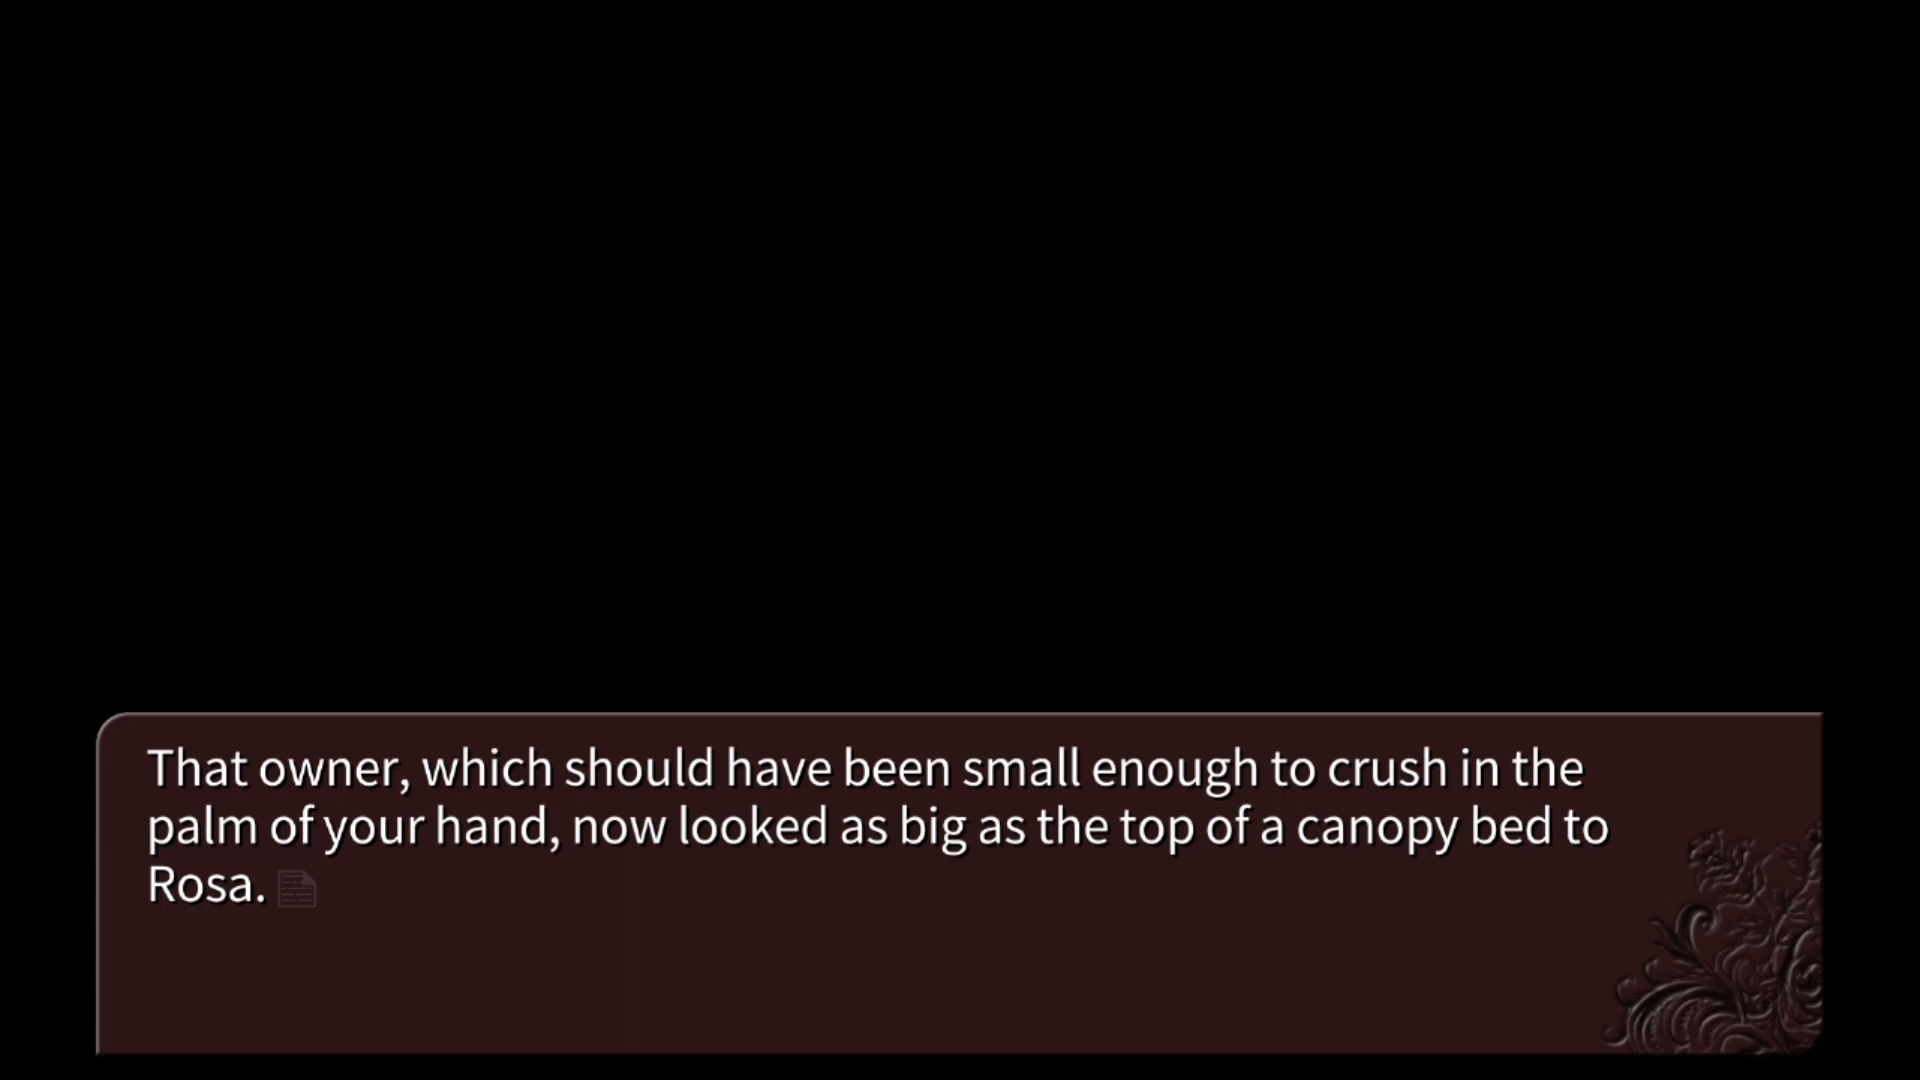 That owner, which should have been small enough to crush in the
palm of your hand, now looked as big as the top of a canopy bed to
Rosa.